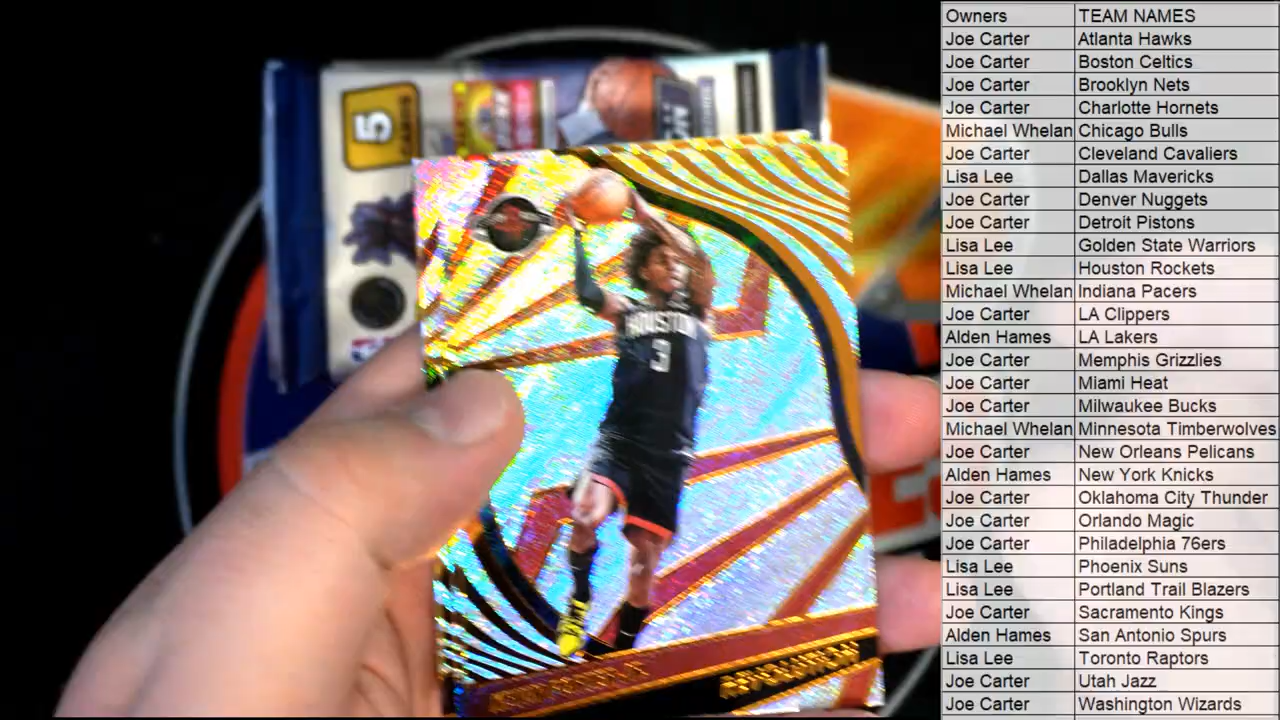 5
CARDS
HOUSTON
3
REVOLUTION
Owners TEAM NAMES
Joe Carter Atlanta Hawks
Joe Carter Boston Celtics
Joe Carter Brooklyn Nets
Joe Carter Charlotte Hornets
Michael Whelan Chicago Bulls
Joe Carter Cleveland Cavaliers
Lisa Lee Dallas Mavericks
Joe Carter Denver Nuggets
Joe Carter Detroit Pistons
Lisa Lee Golden State Warriors
Lisa Lee Houston Rockets
Michael Whelan Indiana Pacers
Joe Carter LA Clippers
Alden Hames LA Lakers
Joe Carter Memphis Grizzlies
Joe Carter Miami Heat
Joe Carter Milwaukee Bucks
Michael Whelan Minnesota Timberwolves
Joe Carter New Orleans Pelicans
Alden Hames New York Knicks
Joe Carter Oklahoma City Thunder
Joe Carter Orlando Magic
Joe Carter Philadelphia 76ers
Lisa Lee Phoenix Suns
Lisa Lee Portland Trail Blazers
Joe Carter Sacramento Kings
Alden Hames San Antonio Spurs
Lisa Lee Toronto Raptors
Joe Carter Utah Jazz
Joe Carter Washington Wizards